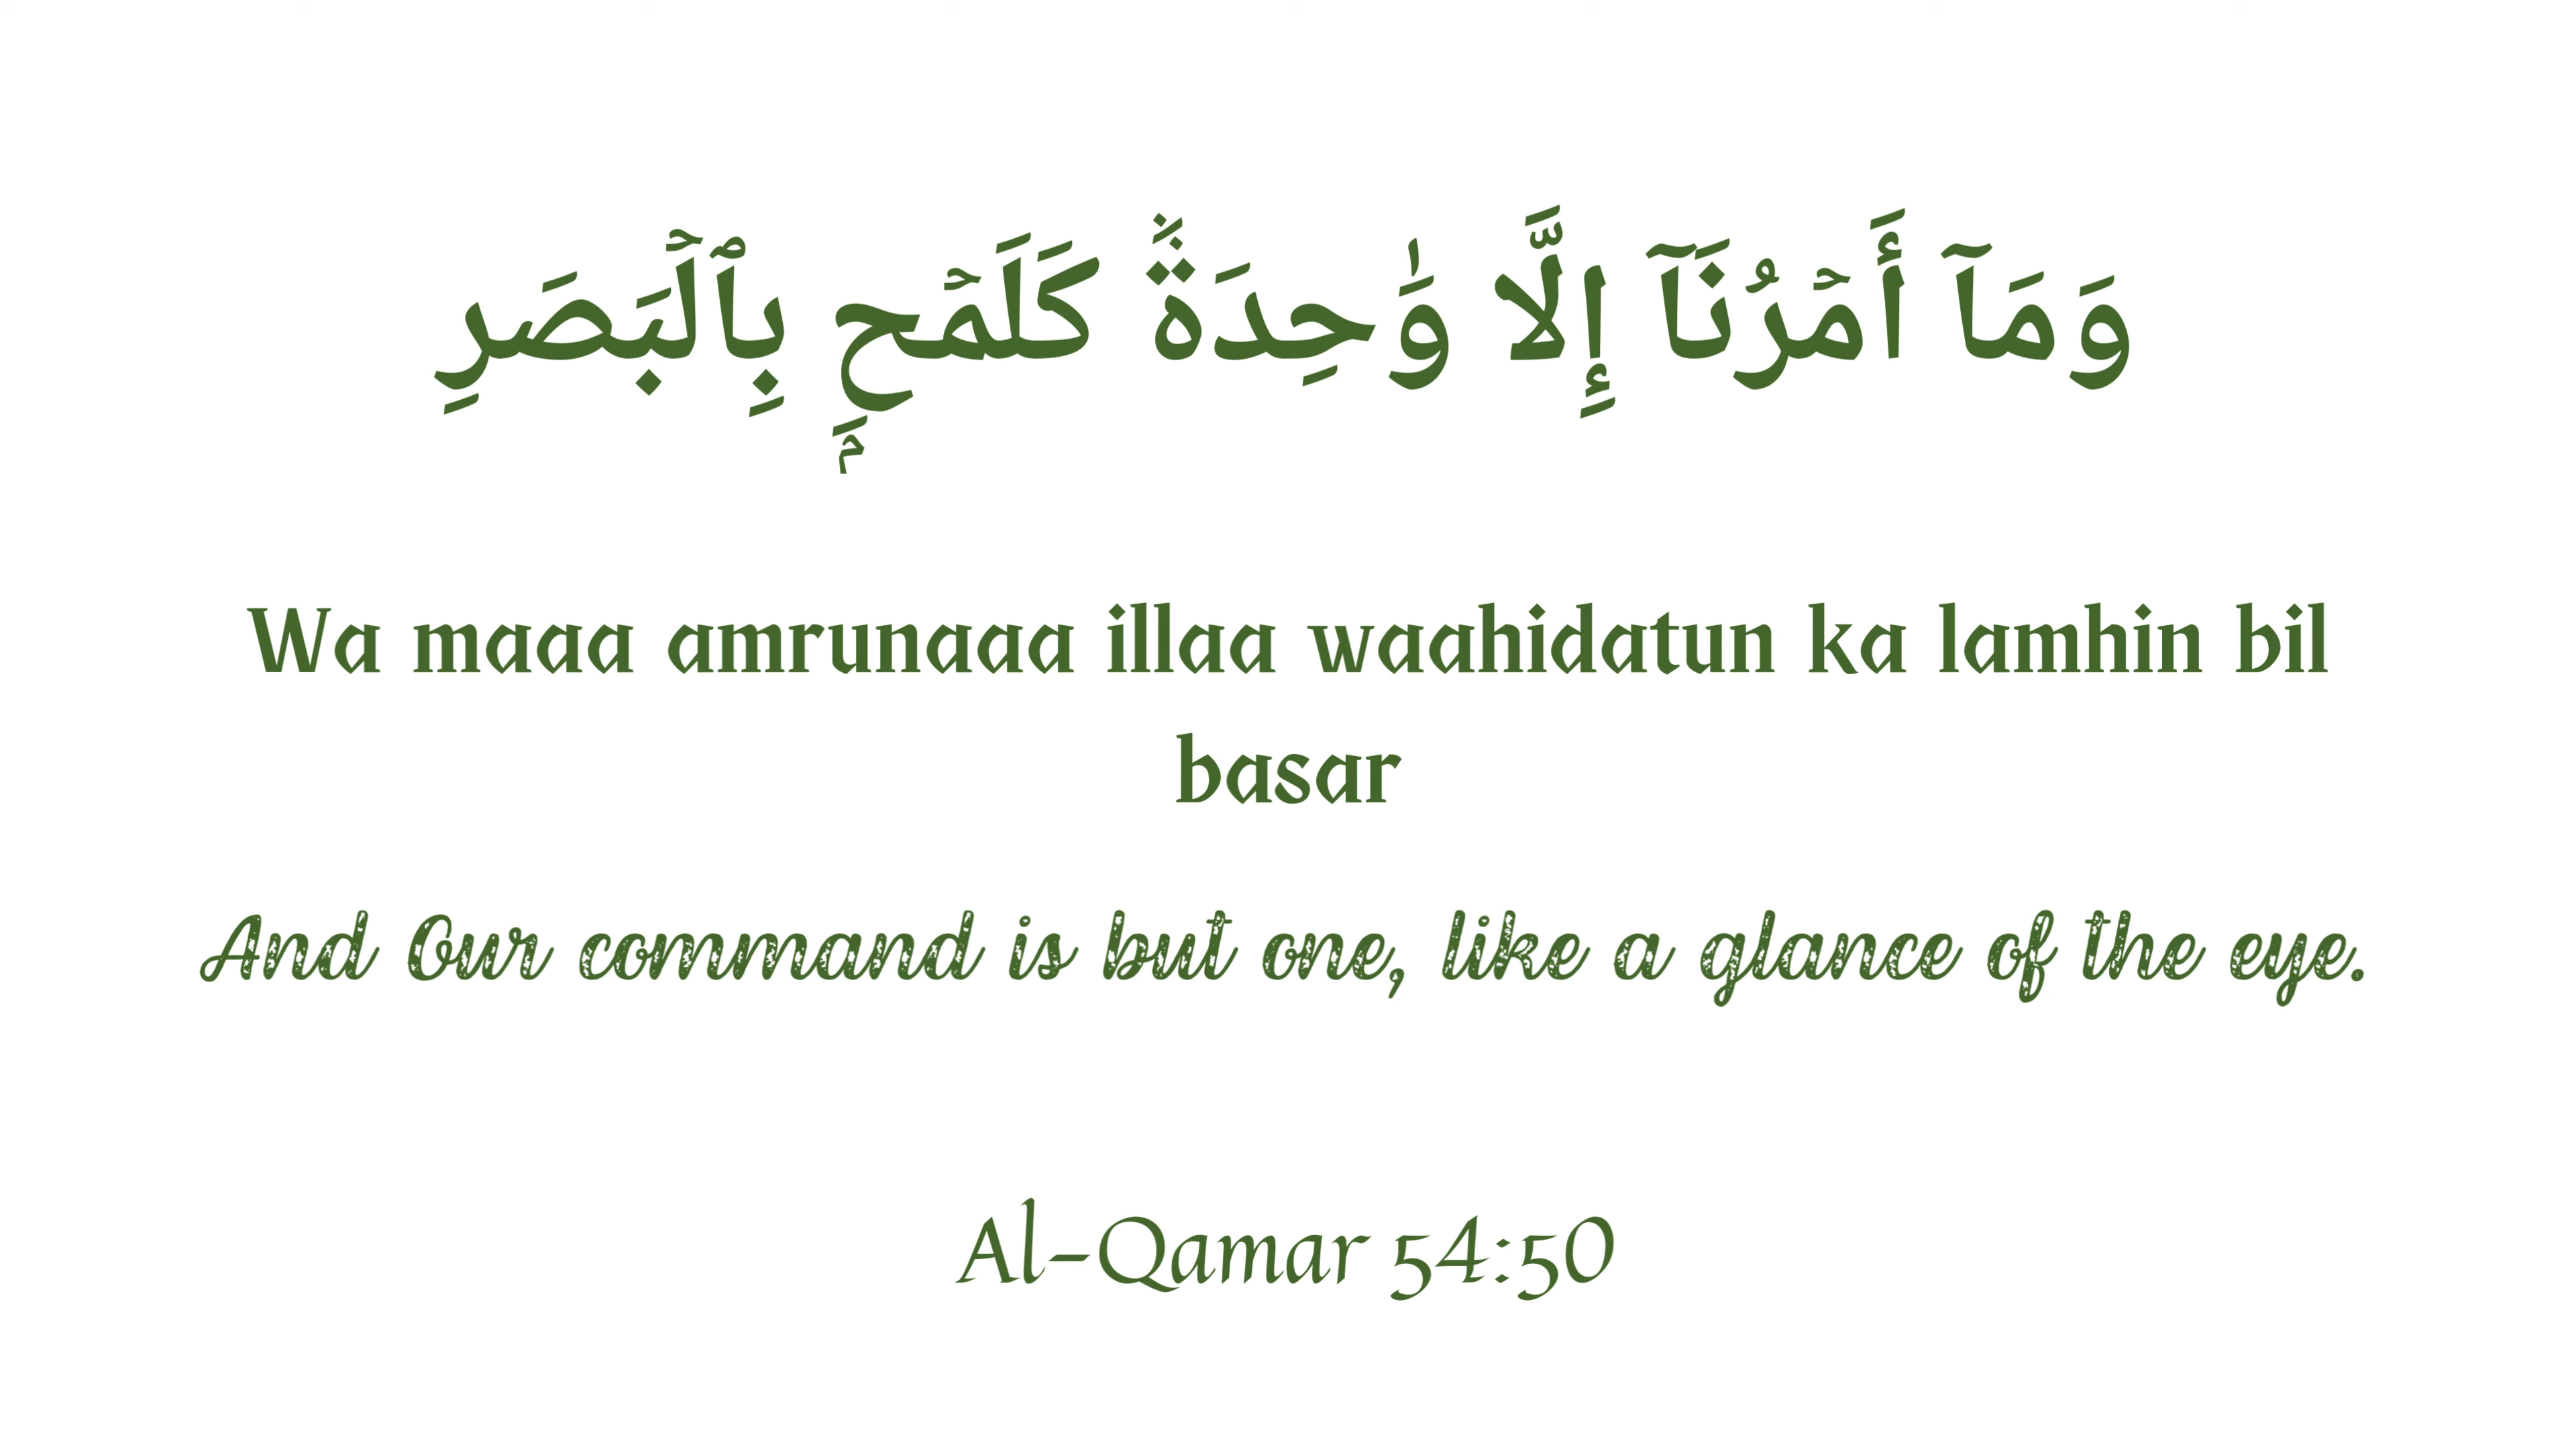 وَمَآ أَمۡرُنَآ إِلَّا وَٰحِدَةٞ كَلَمۡحِۭ بِٱلۡبَصَرِ
Wa maaa amrunaaa illaa waahidatun ka lamhin bil
basar
And Our command is but one, like a glance of the eye.
Al-Qamar 54:50